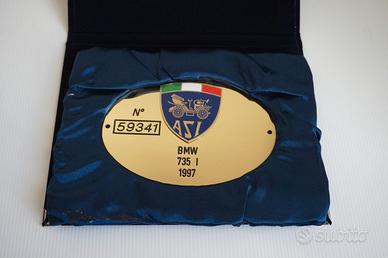 N°
59341
ASI
BMW
735 I
1997
subito